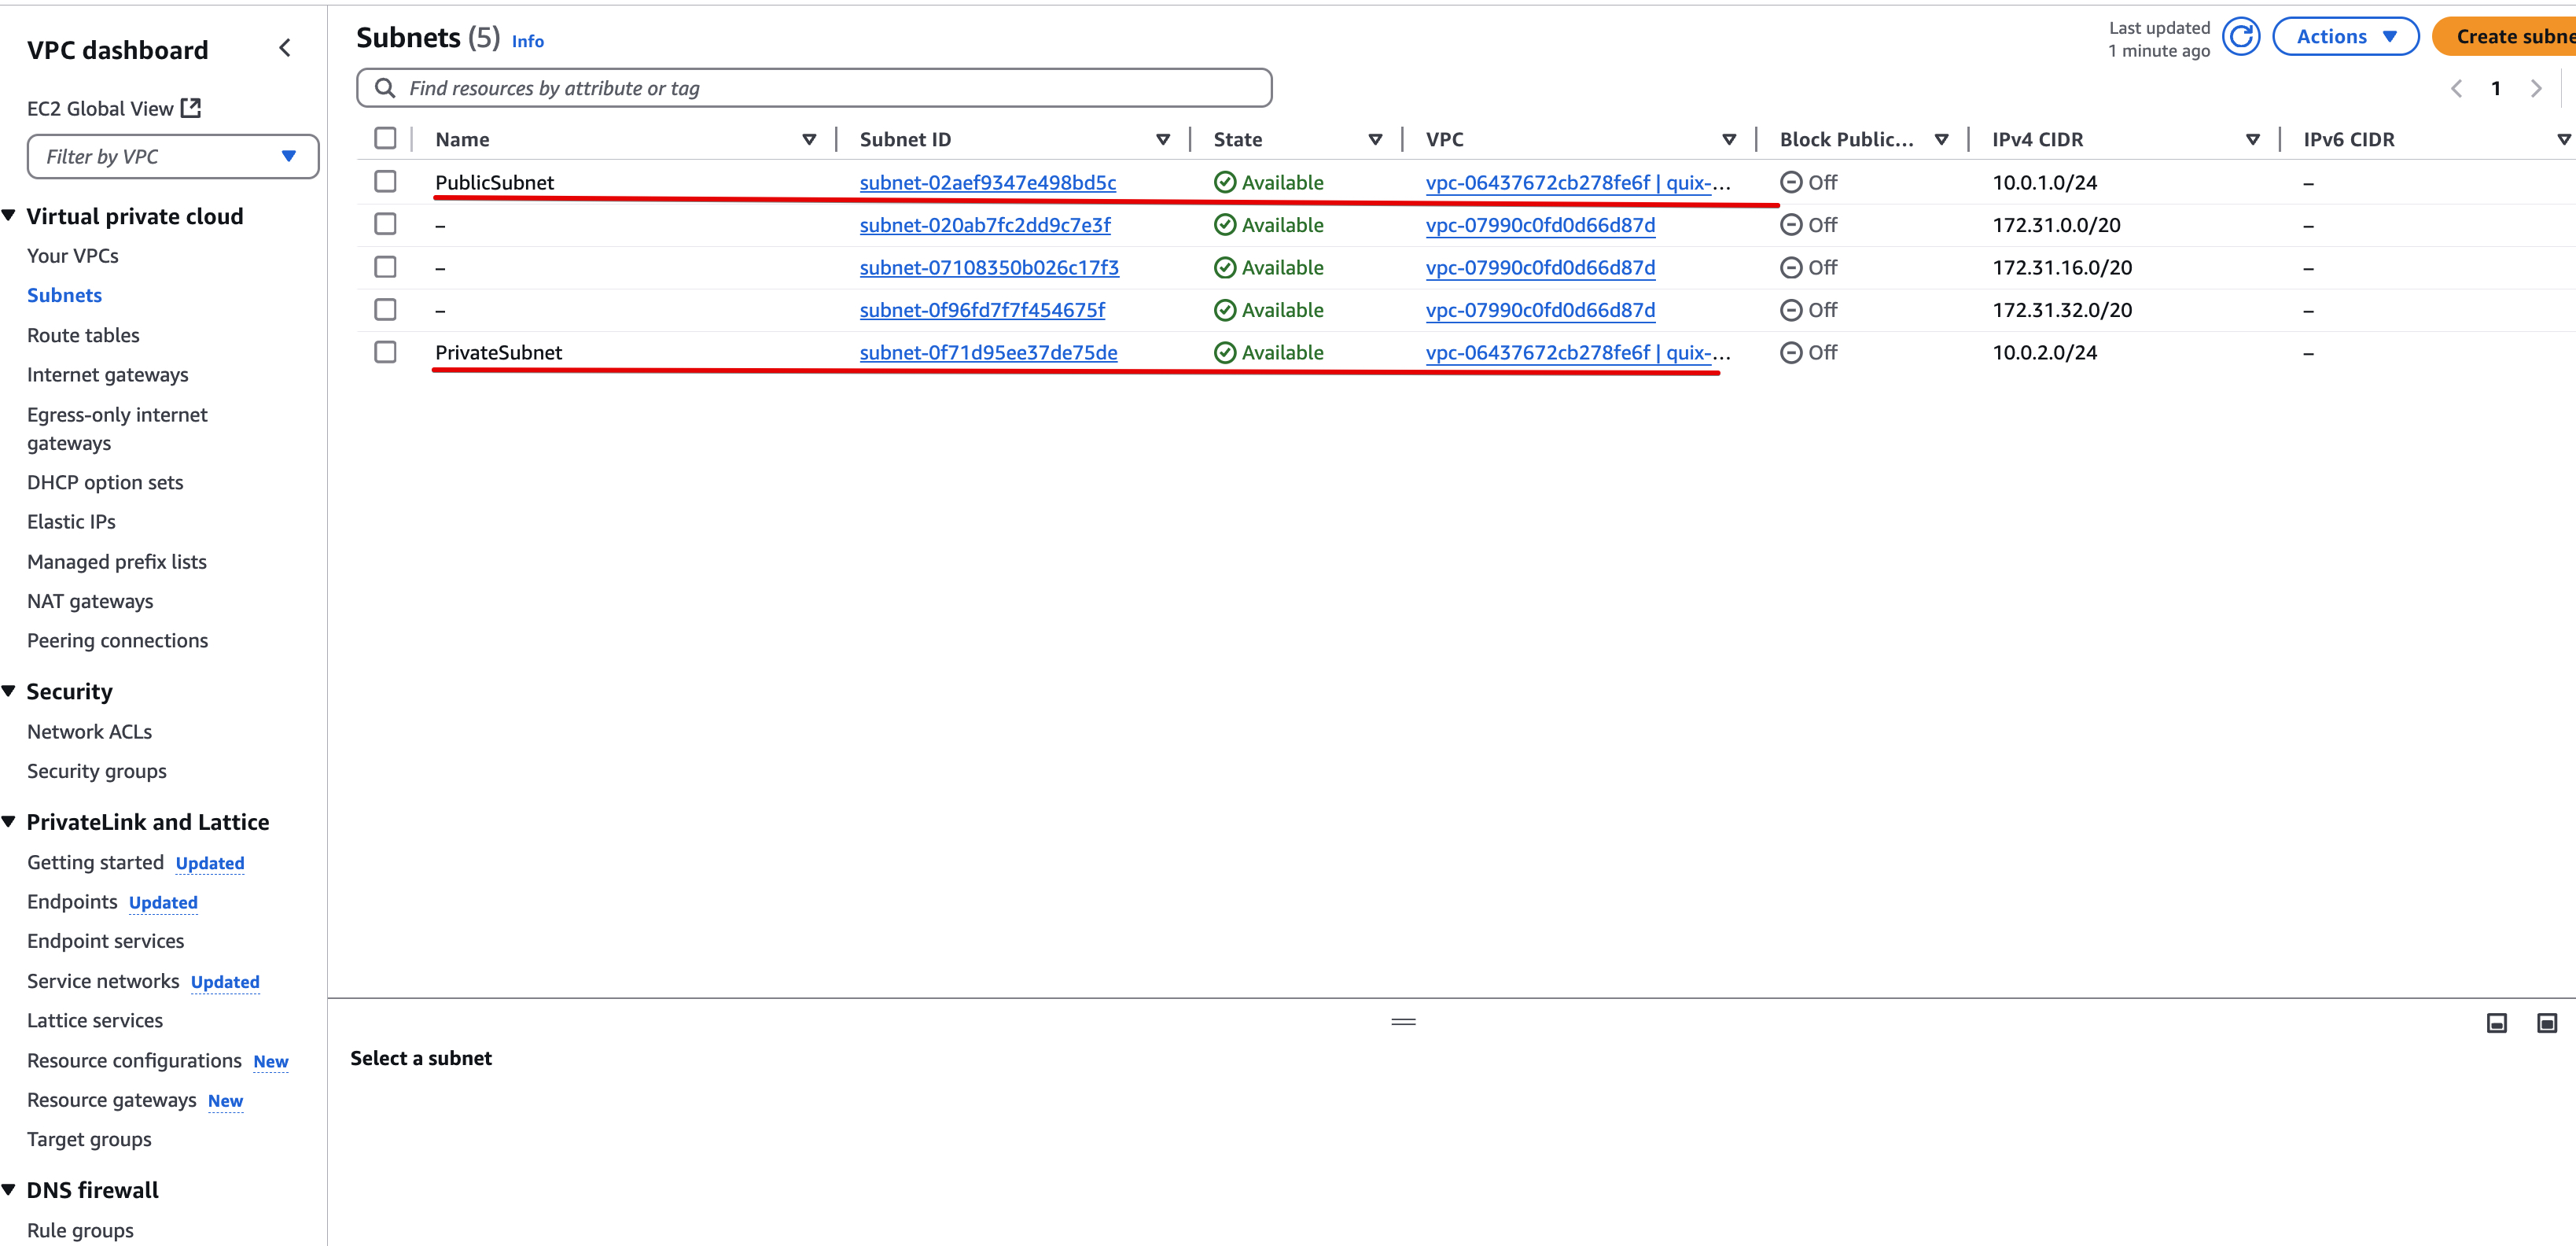 VPC dashboard
EC2 Global View
Filter by VPC
Virtual private cloud
Your VPCs
Subnets
Route tables
Internet gateways
Egress-only internet
gateways
DHCP option sets
Elastic IPs
Managed prefix lists
NAT gateways
Peering connections
Security
Network ACLs
Security groups
PrivateLink and Lattice
Getting started Updated
Endpoints Updated
Endpoint services
Service networks Updated
Lattice services
Resource configurations New
Resource gateways New
Target groups
DNS firewall
Rule groups
Subnets (5) Info
Last updated
1 minute ago
Actions
Create subne
Find resources by attribute or tag
1
Name Subnet ID State VPC Block Public... IPv4 CIDR IPv6 CIDR
PublicSubnet subnet-02aef9347e498bd5c Available vpc-06437672cb278fe6f | quix-... Off 10.0.1.0/24 –
– subnet-020ab7fc2dd9c7e3f Available vpc-07990c0fd0d66d87d Off 172.31.0.0/20 –
– subnet-07108350b026c17f3 Available vpc-07990c0fd0d66d87d Off 172.31.16.0/20 –
– subnet-0f96fd7f7f454675f Available vpc-07990c0fd0d66d87d Off 172.31.32.0/20 –
PrivateSubnet subnet-0f71d95ee37de75de Available vpc-06437672cb278fe6f | quix-... Off 10.0.2.0/24 –
Select a subnet